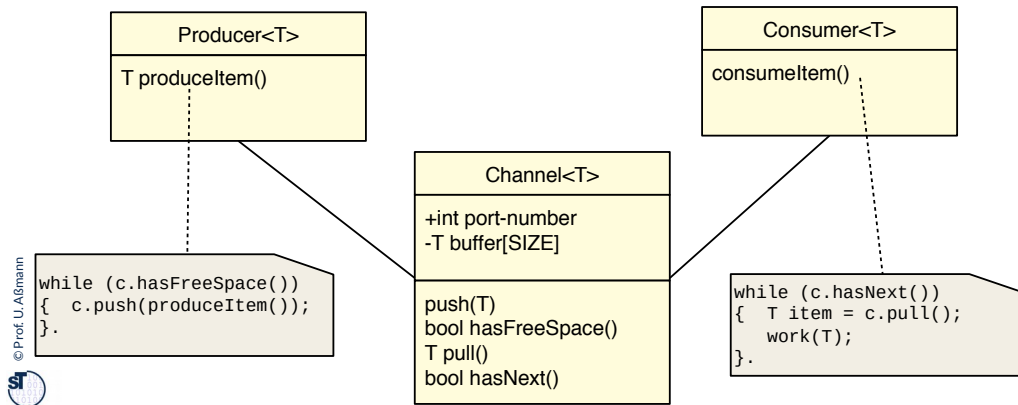 Producer<T>
T produceItem()
Consumer<T>
consumeItem()
Channel<T>
+int port-number
-T buffer[SIZE]
push(T)
bool hasFreeSpace()
T pull()
bool hasNext()
while (c.hasFreeSpace())
{  c.push(produceItem());
}.
while (c.hasNext())
{  T item = c.pull();
   work(T);
}.
© Prof. U. Aßmann
ST